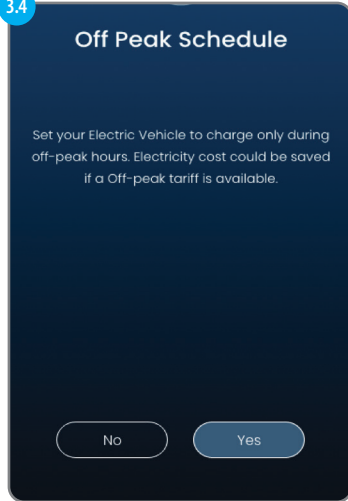 3.4
Off Peak Schedule
Set your Electric Vehicle to charge only during
off-peak hours. Electricity cost could be saved
if a Off-peak tariff is available.
No
Yes